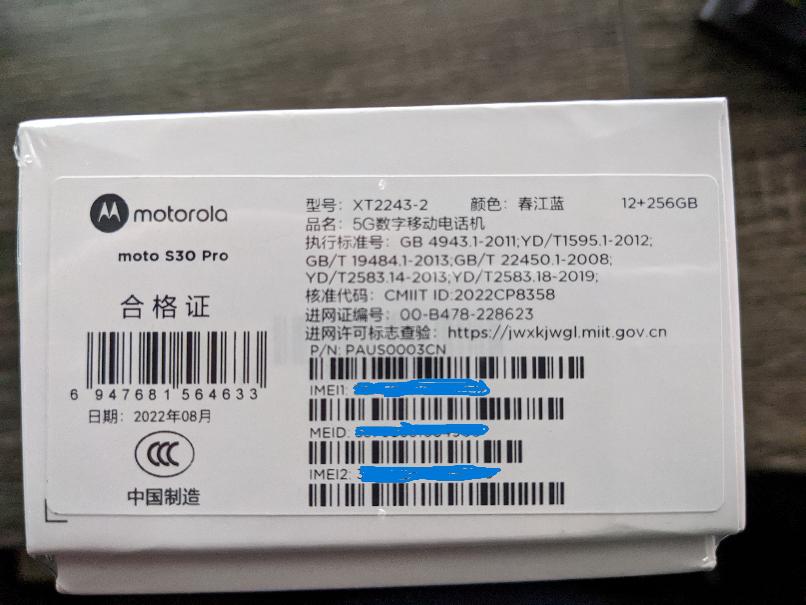 motorola
moto S30 Pro
合格证
6 947681 564633
日期：2022年08月
中国制造
型号：XT2243-2 颜色：春江蓝 12+256GB
品名：5G数字移动电话机
执行标准号：GB 4943.1-2011;YD/T1595.1-2012;
GB/T 19484.1-2013;GB/T 22450.1-2008;
YD/T2583.14-2013;YD/T2583.18-2019;
核准代码：CMIIT ID:2022CP8358
进网证编号：00-B478-228623
进网许可标志查验：https://jwxkjwgl.miit.gov.cn
P/N: PAUS0003CN
IMEI1:
MEID:
IMEI2: